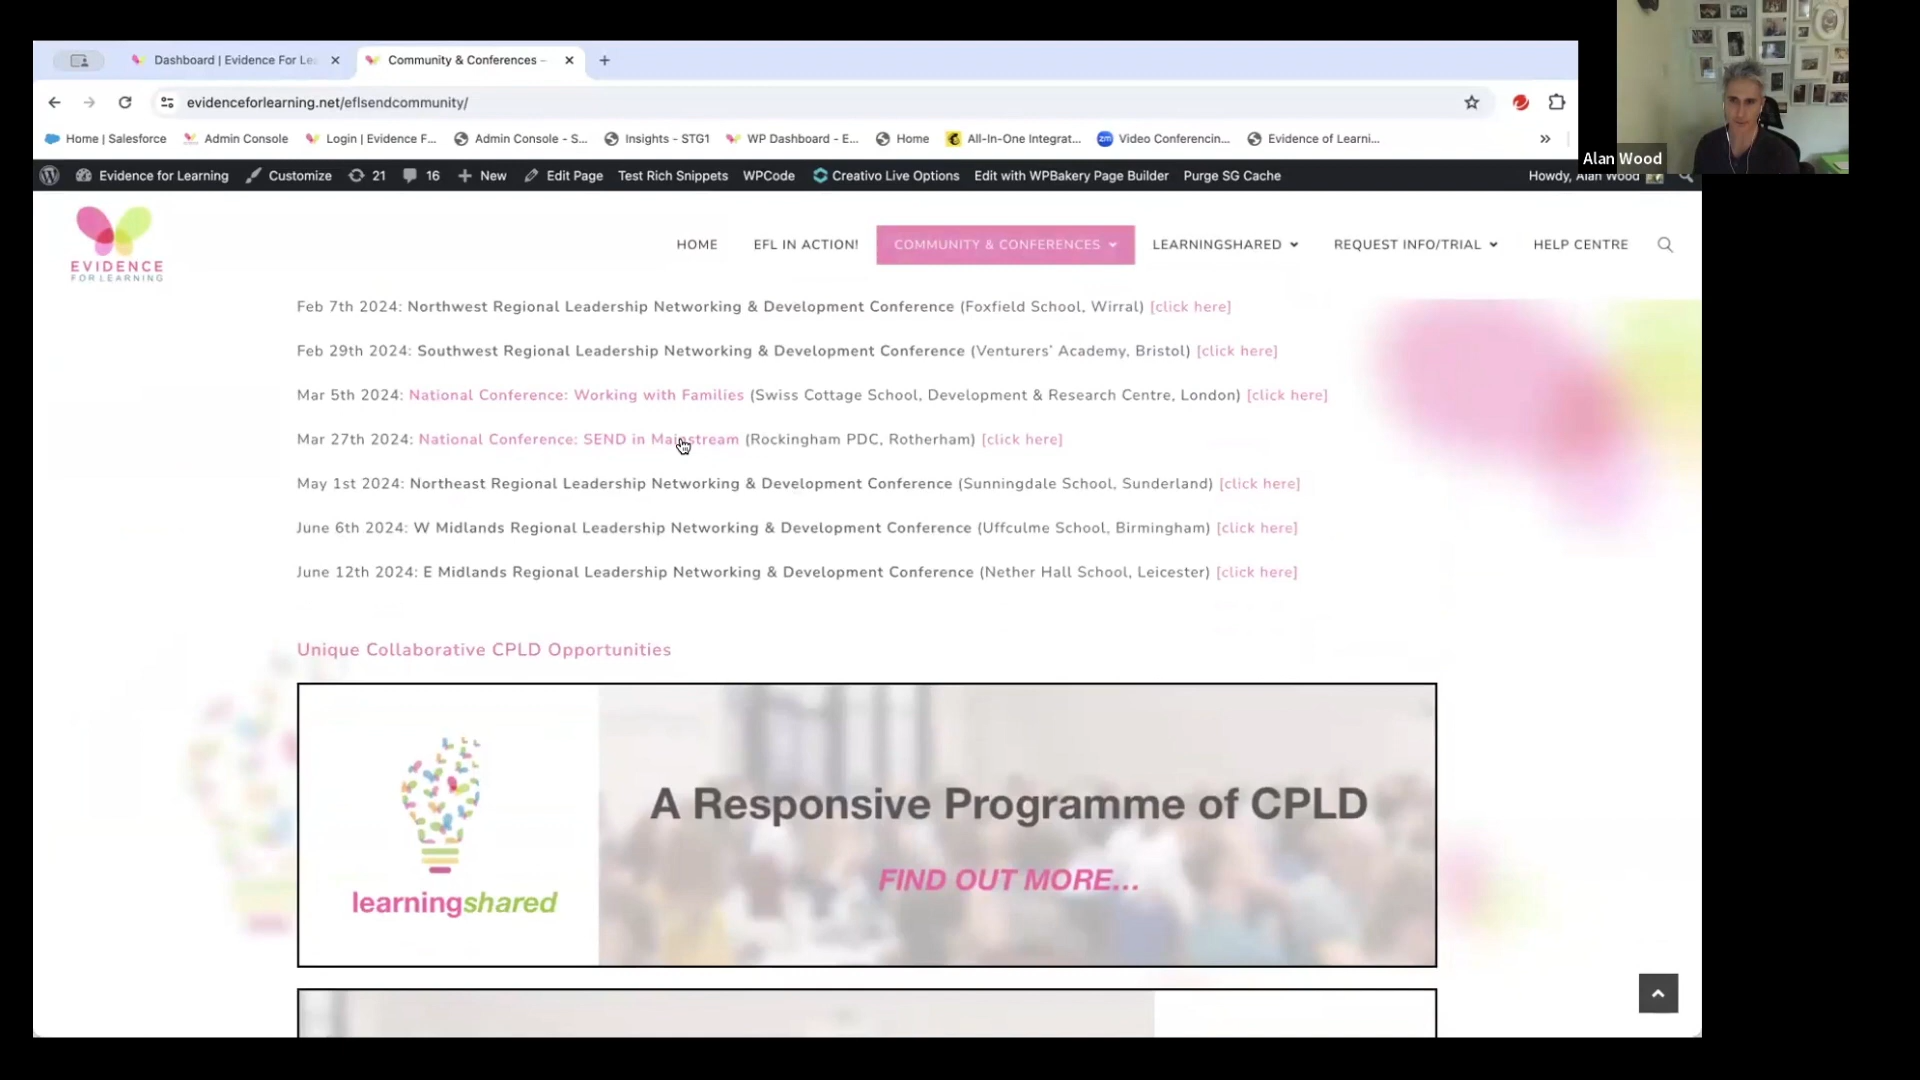 Dashboard | Evidence For Le
Community & Conferences –
evidenceforlearning.net/eflsendcommunity/
Home | Salesforce
Admin Console
Login | Evidence F...
Admin Console - S...
Insights - STG1
WP Dashboard - E...
Home
All-In-One Integrat...
zm
Video Conferencin...
Evidence of Learni...
»
Alan Wood
Evidence for Learning
Customize
21
16
New
Edit Page
Test Rich Snippets
WPCode
Creativo Live Options
Edit with WPBakery Page Builder
Purge SG Cache
Howdy, Alan Wood
EVIDENCE
FOR LEARNING
HOME
EFL IN ACTION!
COMMUNITY & CONFERENCES
LEARNINGSHARED
REQUEST INFO/TRIAL
HELP CENTRE
Feb 7th 2024: Northwest Regional Leadership Networking & Development Conference (Foxfield School, Wirral) [click here]
Feb 29th 2024: Southwest Regional Leadership Networking & Development Conference (Venturers’ Academy, Bristol) [click here]
Mar 5th 2024: National Conference: Working with Families (Swiss Cottage School, Development & Research Centre, London) [click here]
Mar 27th 2024: National Conference: SEND in Mainstream (Rockingham PDC, Rotherham) [click here]
May 1st 2024: Northeast Regional Leadership Networking & Development Conference (Sunningdale School, Sunderland) [click here]
June 6th 2024: W Midlands Regional Leadership Networking & Development Conference (Uffculme School, Birmingham) [click here]
June 12th 2024: E Midlands Regional Leadership Networking & Development Conference (Nether Hall School, Leicester) [click here]
Unique Collaborative CPLD Opportunities
learningshared
A Responsive Programme of CPLD
FIND OUT MORE...